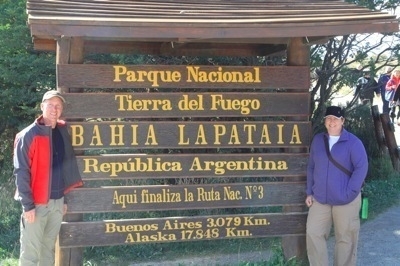 Parque Nacional
Tierra del Fuego
BAHIA LAPATAIA
República Argentina
Aqui finaliza la Ruta Nac. N°3
Buenos Aires 3.079 Km.
Alaska 17.848 Km.